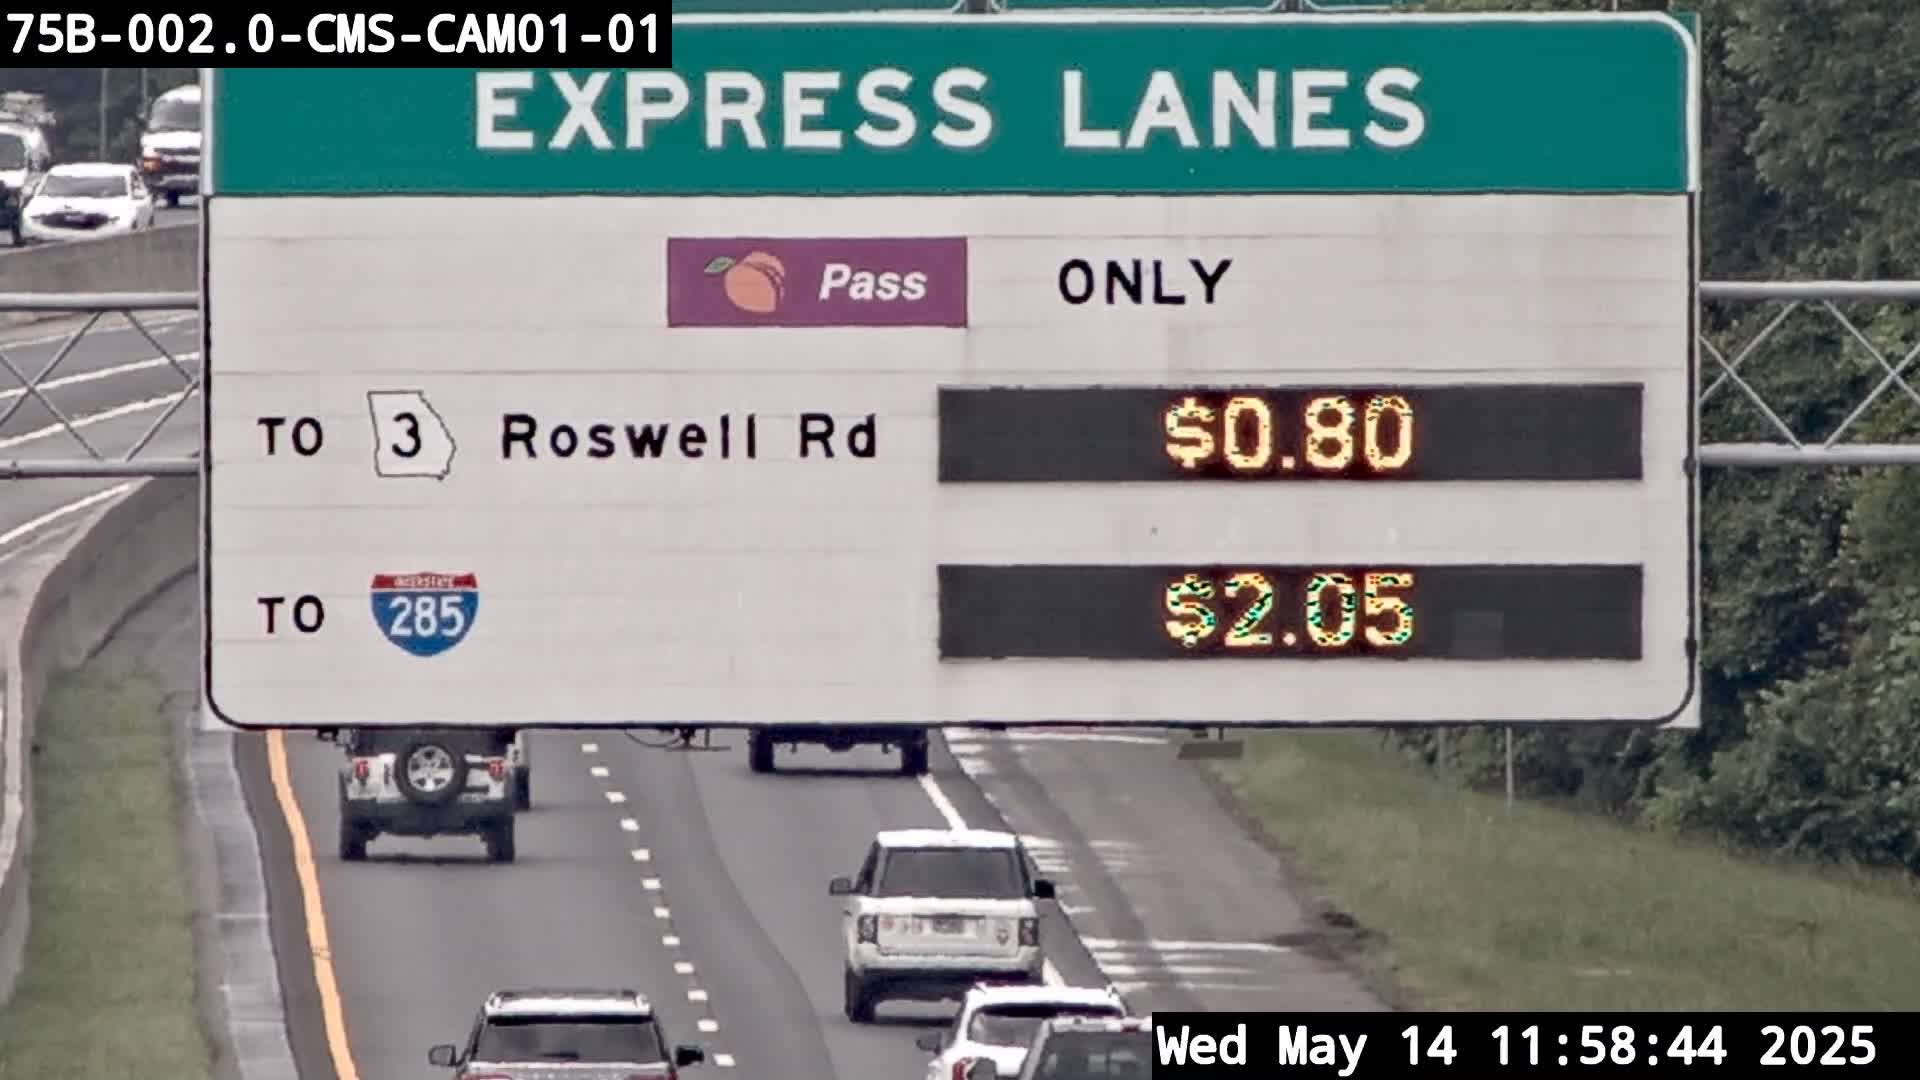 75B-002.0-CMS-CAM01-01
EXPRESS LANES
Pass ONLY
TO 3 Roswell Rd $0.80
TO INTERSTATE 285 $2.05
Wed May 14 11:58:44 2025